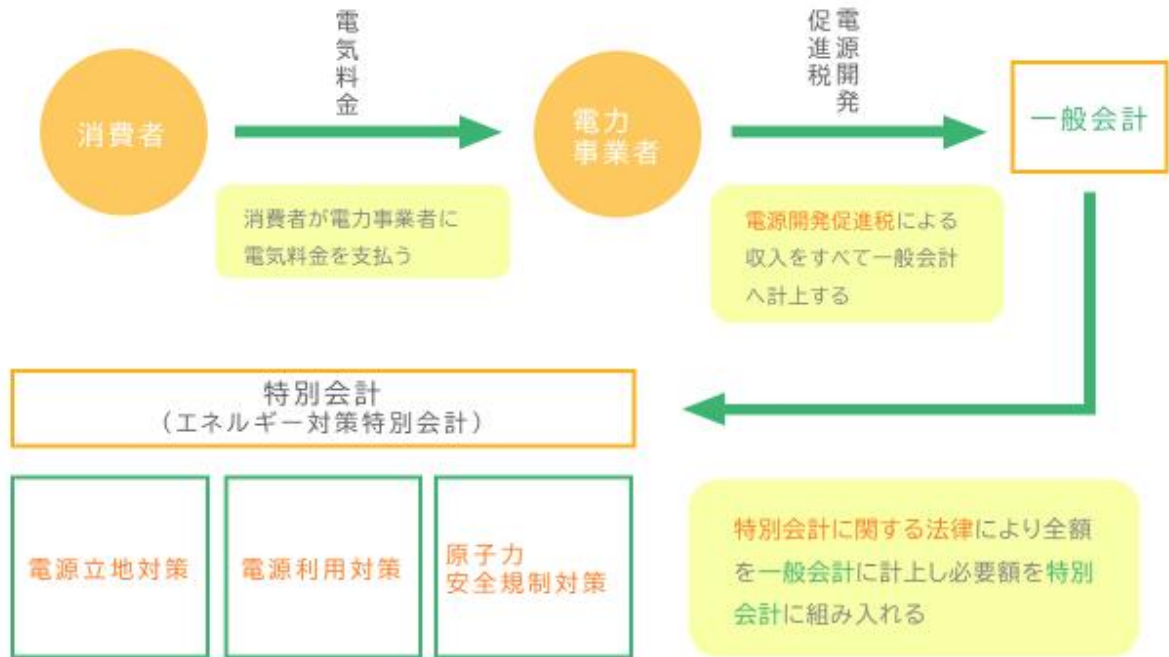 電気料金
電源開発
促進税
消費者
電力
事業者
一般会計
消費者が電力事業者に
電気料金を支払う
電源開発促進税による
収入をすべて一般会計
へ計上する
特別会計
（エネルギー対策特別会計）
電源立地対策
電源利用対策
原子力
安全規制対策
特別会計に関する法律により全額
を一般会計に計上し必要額を特別
会計に組み入れる